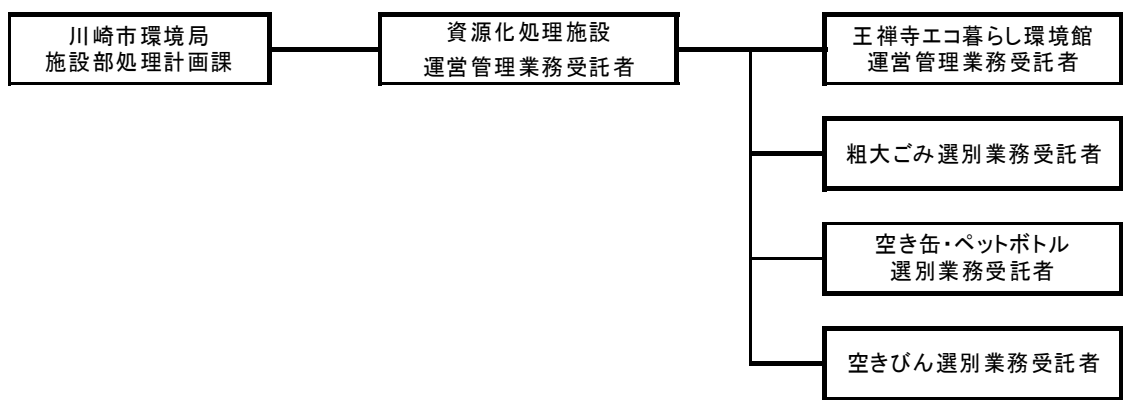 川崎市環境局
施設部処理計画課
資源化処理施設
運営管理業務受託者
王禅寺エコ暮らし環境館
運営管理業務受託者
粗大ごみ選別業務受託者
空き缶・ペットボトル
選別業務受託者
空きびん選別業務受託者